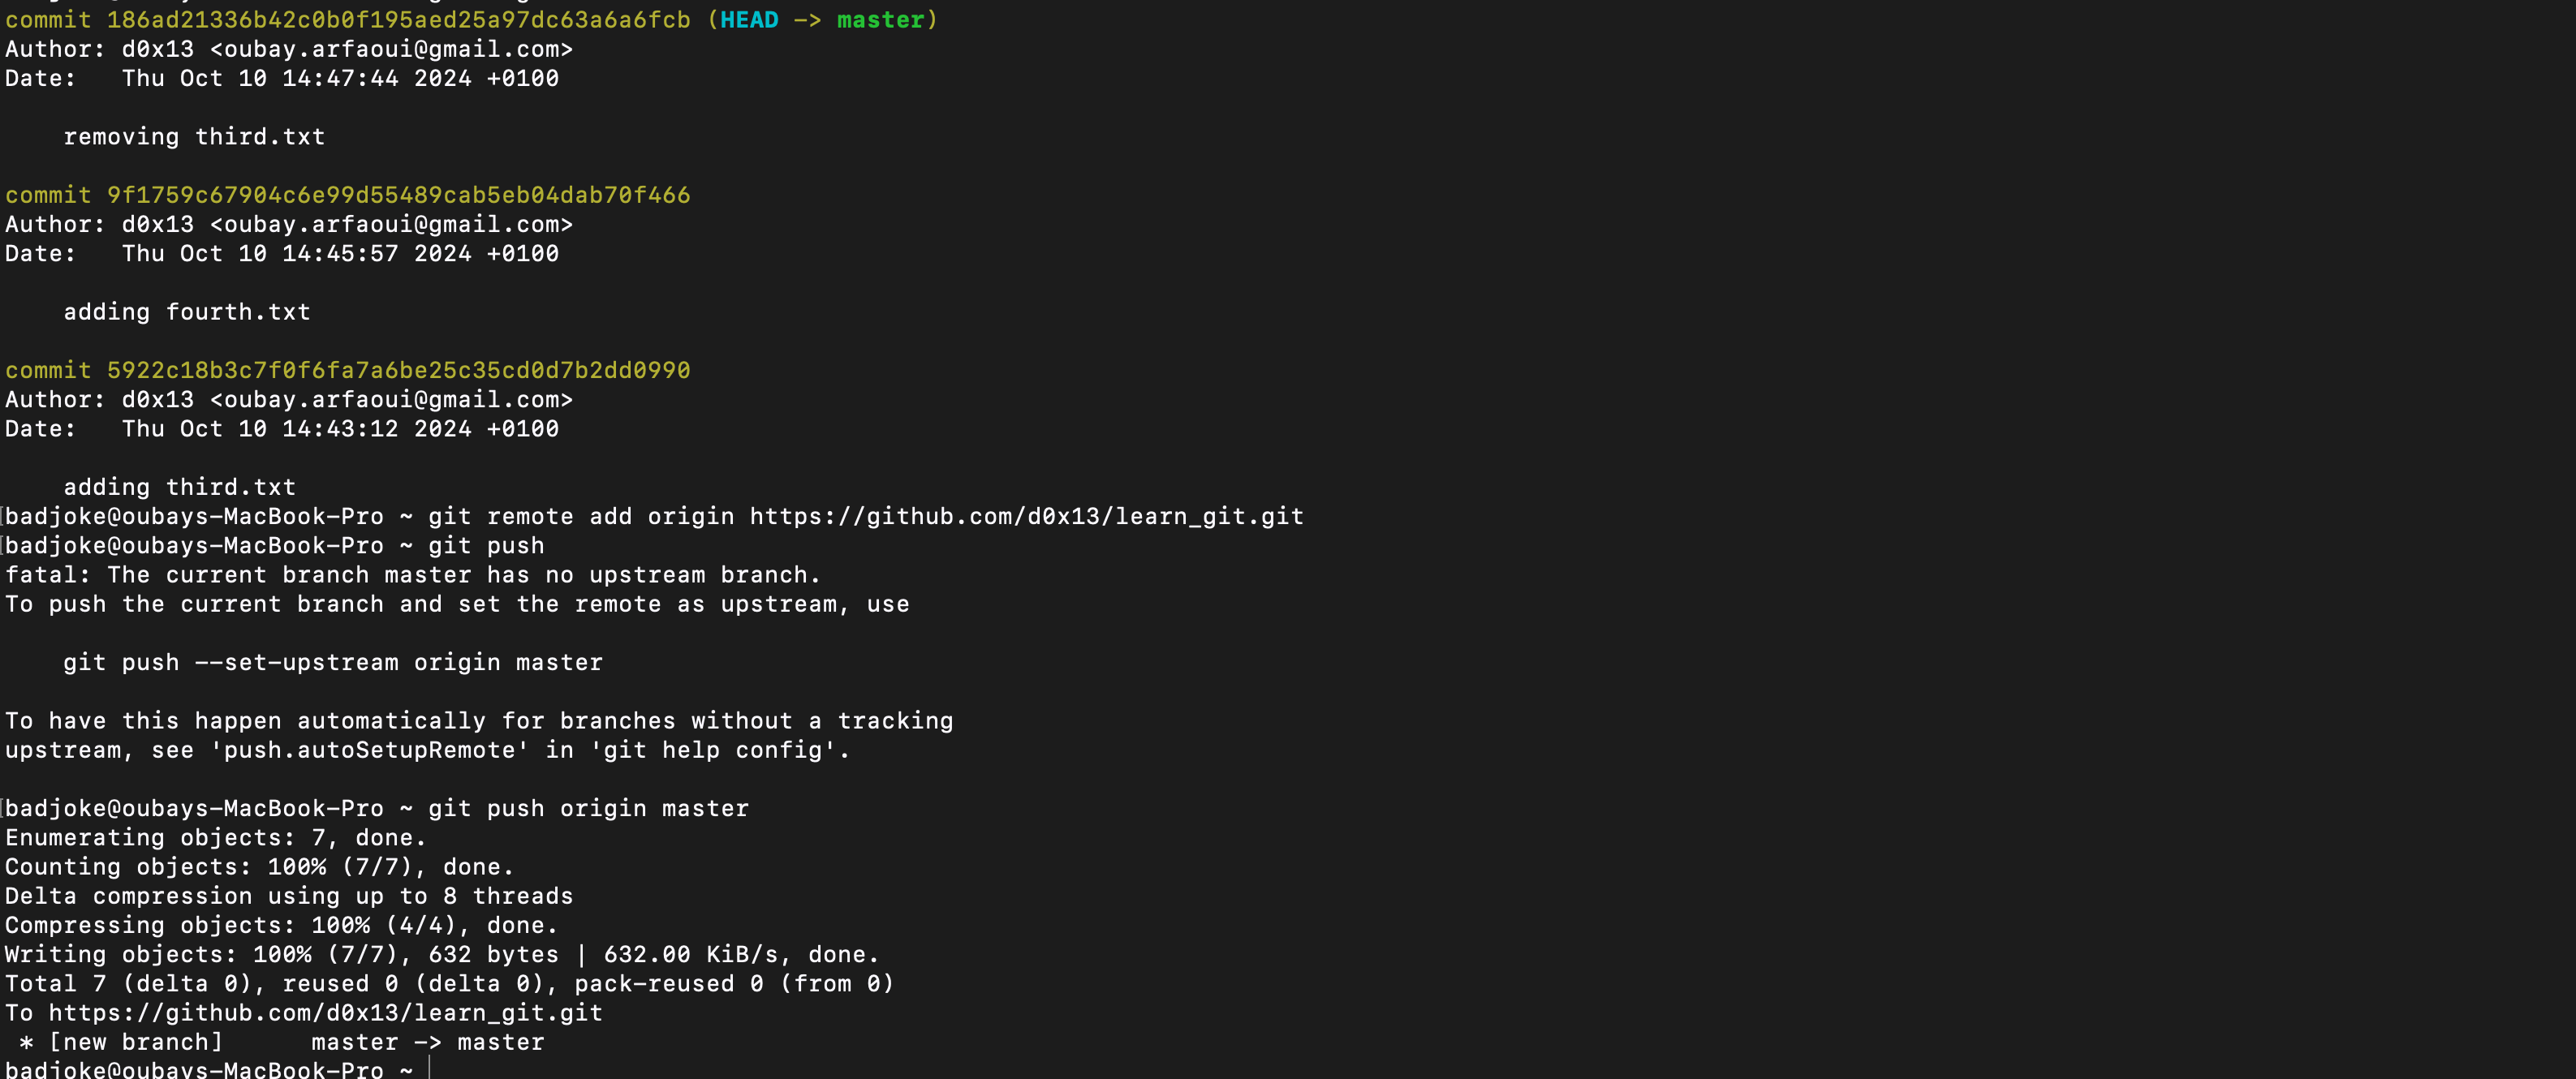 commit 186ad21336b42c0b0f195aed25a97dc63a6a6fcb (HEAD -> master)
Author: d0x13 <oubay.arfaoui@gmail.com>
Date:   Thu Oct 10 14:47:44 2024 +0100

    removing third.txt

commit 9f1759c67904c6e99d55489cab5eb04dab70f466
Author: d0x13 <oubay.arfaoui@gmail.com>
Date:   Thu Oct 10 14:45:57 2024 +0100

    adding fourth.txt

commit 5922c18b3c7f0f6fa7a6be25c35cd0d7b2dd0990
Author: d0x13 <oubay.arfaoui@gmail.com>
Date:   Thu Oct 10 14:43:12 2024 +0100

    adding third.txt
[badjoke@oubays-MacBook-Pro ~ git remote add origin https://github.com/d0x13/learn_git.git
[badjoke@oubays-MacBook-Pro ~ git push
fatal: The current branch master has no upstream branch.
To push the current branch and set the remote as upstream, use

    git push --set-upstream origin master

To have this happen automatically for branches without a tracking
upstream, see 'push.autoSetupRemote' in 'git help config'.

[badjoke@oubays-MacBook-Pro ~ git push origin master
Enumerating objects: 7, done.
Counting objects: 100% (7/7), done.
Delta compression using up to 8 threads
Compressing objects: 100% (4/4), done.
Writing objects: 100% (7/7), 632 bytes | 632.00 KiB/s, done.
Total 7 (delta 0), reused 0 (delta 0), pack-reused 0 (from 0)
To https://github.com/d0x13/learn_git.git
 * [new branch]      master -> master
badjoke@oubays-MacBook-Pro ~